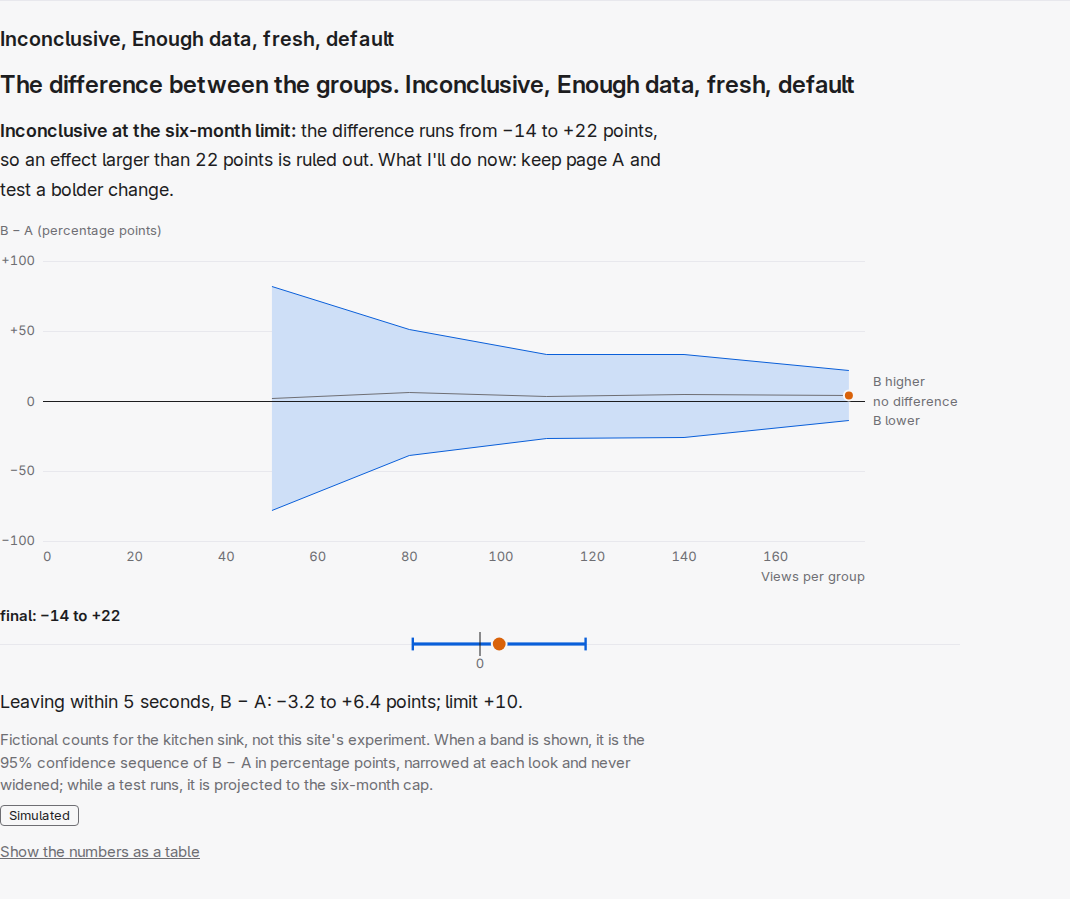 Inconclusive, Enough data, fresh, default
The difference between the groups. Inconclusive, Enough data, fresh, default
Inconclusive at the six-month limit: the difference runs from −14 to +22 points,
so an effect larger than 22 points is ruled out. What I'll do now: keep page A and
test a bolder change.
B − A (percentage points)
+100
+50
0
−50
−100
B higher
no difference
B lower
0 20 40 60 80 100 120 140 160
Views per group
final: −14 to +22
0
Leaving within 5 seconds, B − A: −3.2 to +6.4 points; limit +10.
Fictional counts for the kitchen sink, not this site's experiment. When a band is shown, it is the
95% confidence sequence of B − A in percentage points, narrowed at each look and never
widened; while a test runs, it is projected to the six-month cap.
Simulated
Show the numbers as a table